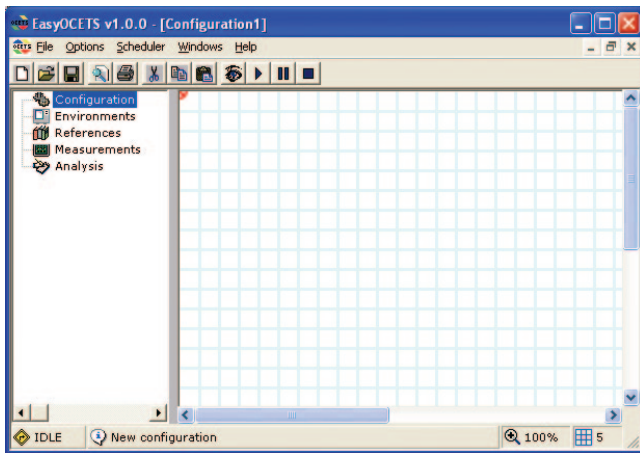 EasyOCETS v1.0.0 - [Configuration1]
File Options Scheduler Windows Help
Configuration
Environments
References
Measurements
Analysis
IDLE New configuration 100% 5